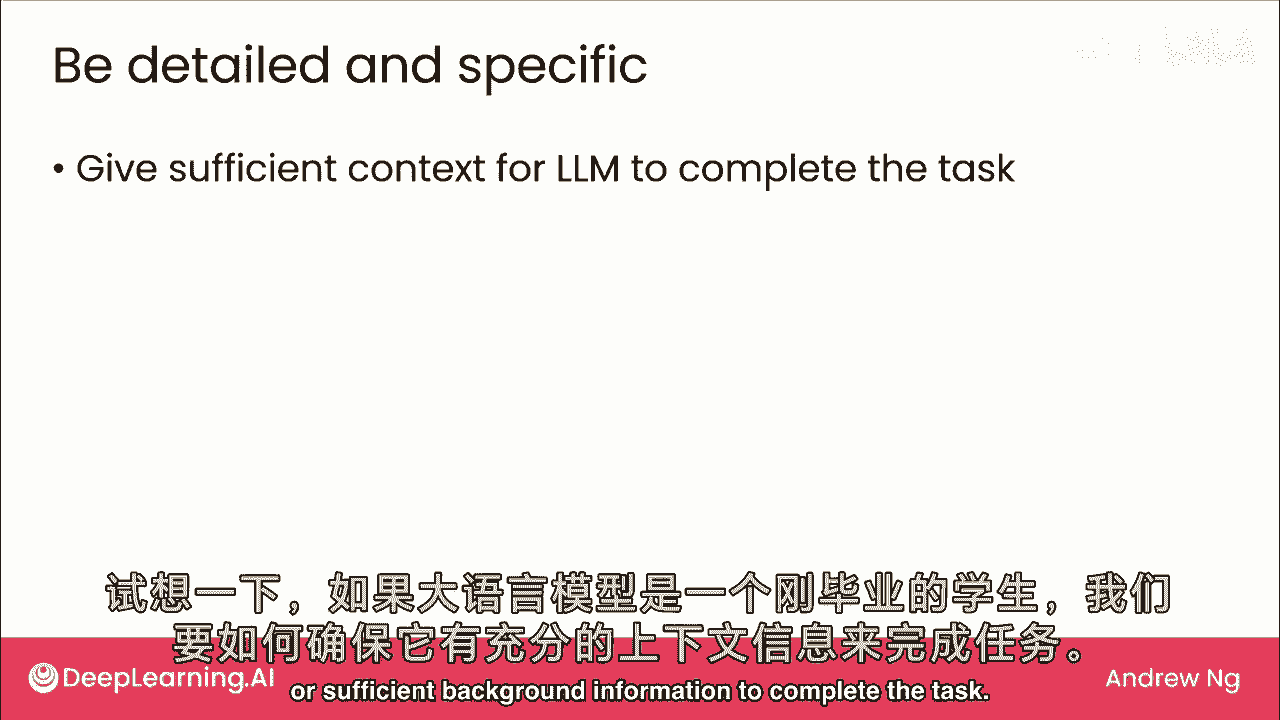 Be detailed and specific
• Give sufficient context for LLM to complete the task
试想一下，如果大语言模型是一个刚毕业的学生，我们
要如何确保它有充分的上下文信息来完成任务。
DeepLearning.AI
or sufficient background information to complete the task.
Andrew Ng